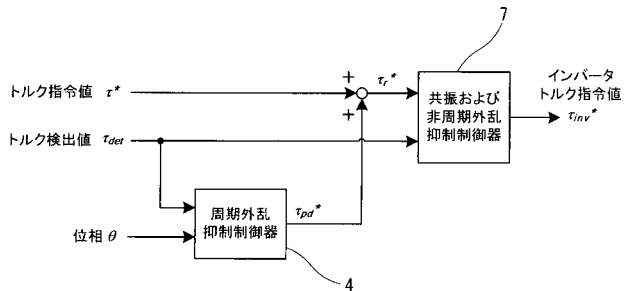 7
インバータ
トルク指令値
τinv*
トルク指令値 τ*
+
τr*
+
共振および
非周期外乱
抑制制御器
トルク検出値 τdet
周期外乱
抑制制御器
τpd*
位相 θ
4